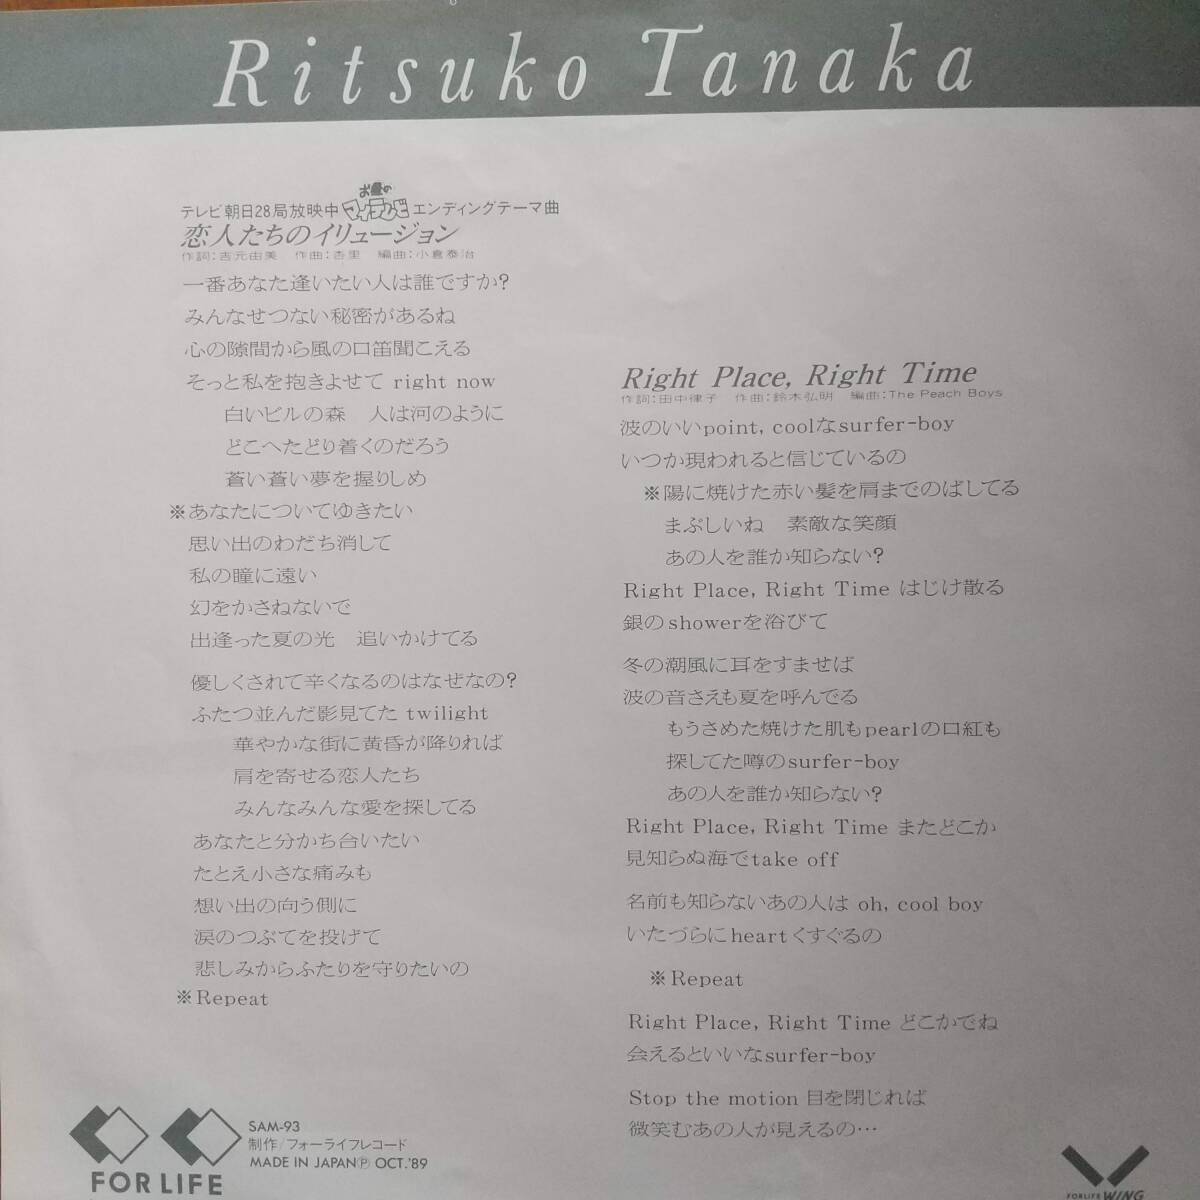 Ritsuko Tanaka
テレビ朝日28局放映中 お昼のマイテレビ エンディングテーマ曲
恋人たちのイリュージョン
作詞：吉元由美 作曲：杏里 編曲：小倉泰治
一番あなた逢いたい人は誰ですか？
みんなせつない秘密があるね
心の隙間から風の口笛聞こえる
そっと私を抱きよせて right now
白いビルの森 人は河のように
どこへたどり着くのだろう
蒼い蒼い夢を握りしめ
※あなたについてゆきたい
思い出のわだち消して
私の瞳に遠い
幻をかさねないで
出逢った夏の光 追いかけてる
優しくされて辛くなるのはなぜなの？
ふたつ並んだ影見てた twilight
華やかな街に黄昏が降りれば
肩を寄せる恋人たち
みんなみんな愛を探してる
あなたと分かち合いたい
たとえ小さな痛みも
想い出の向う側に
涙のつぶてを投げて
悲しみからふたりを守りたいの
※Repeat
Right Place, Right Time
作詞：田中律子 作曲：鈴木弘明 編曲：The Peach Boys
波のいいpoint, coolなsurfer-boy
いつか現われると信じているの
※陽に焼けた赤い髪を肩までのばしてる
まぶしいね 素敵な笑顔
あの人を誰か知らない？
Right Place, Right Time はじけ散る
銀のshowerを浴びて
冬の潮風に耳をすませば
波の音さえも夏を呼んでる
もうさめた焼けた肌もpearlの口紅も
探してた噂のsurfer-boy
あの人を誰か知らない？
Right Place, Right Time またどこか
見知らぬ海でtake off
名前も知らないあの人は oh, cool boy
いたづらにheartくすぐるの
※Repeat
Right Place, Right Time どこかでね
会えるといいなsurfer-boy
Stop the motion 目を閉じれば
微笑むあの人が見えるの…
SAM-93
制作/フォーライフレコード
MADE IN JAPANⓅ OCT.'89
FOR LIFE
FORLIFE WING